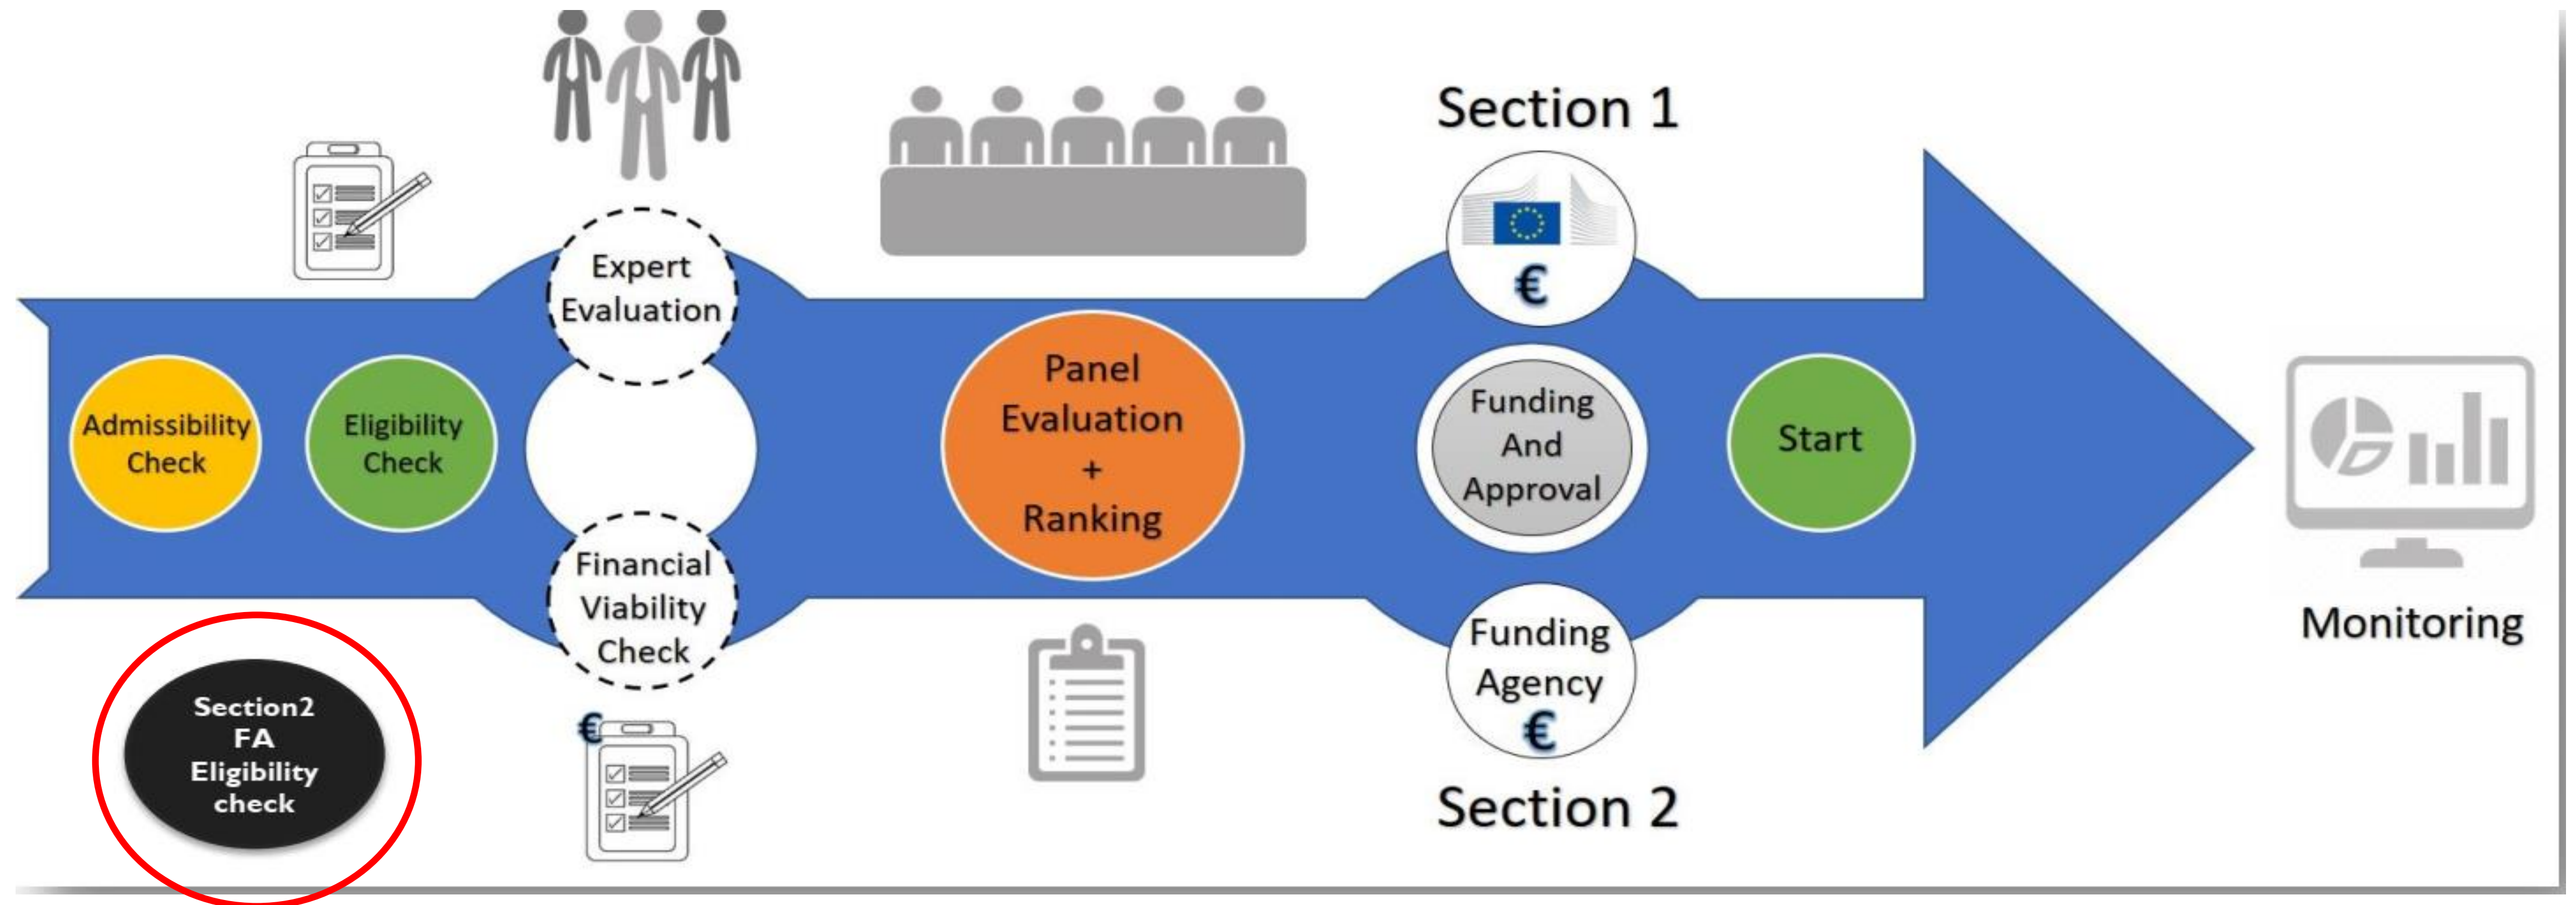 Admissibility
Check
Eligibility
Check
Section2
FA
Eligibility
check
Expert
Evaluation
Financial
Viability
Check
€
Panel
Evaluation
+
Ranking
Section 1
€
Funding
And
Approval
Funding
Agency
€
Section 2
Start
Monitoring